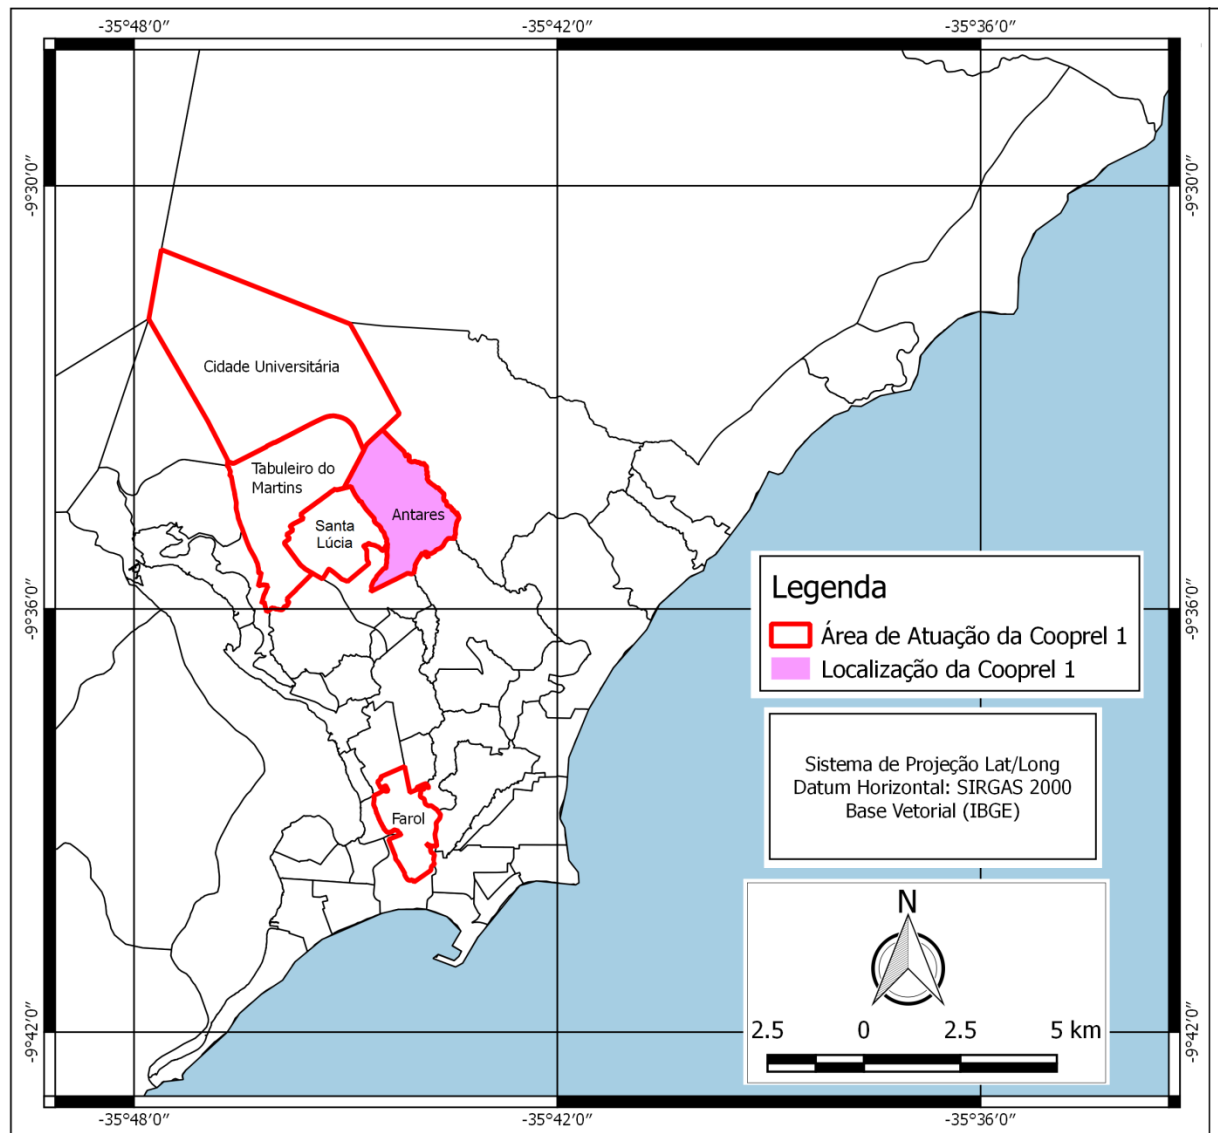 -35°48'0"
-35°42'0"
-35°36'0"
-9°30'0"
-9°30'0"
Cidade Universitária
Tabuleiro do
Martins
Santa
Lúcia
Antares
-9°36'0"
-9°36'0"
Legenda
Área de Atuação da Cooprel 1
Localização da Cooprel 1
Sistema de Projeção Lat/Long
Datum Horizontal: SIRGAS 2000
Base Vetorial (IBGE)
Farol
N
2.5 0 2.5 5 km
-9°42'0"
-9°42'0"
-35°48'0"
-35°42'0"
-35°36'0"